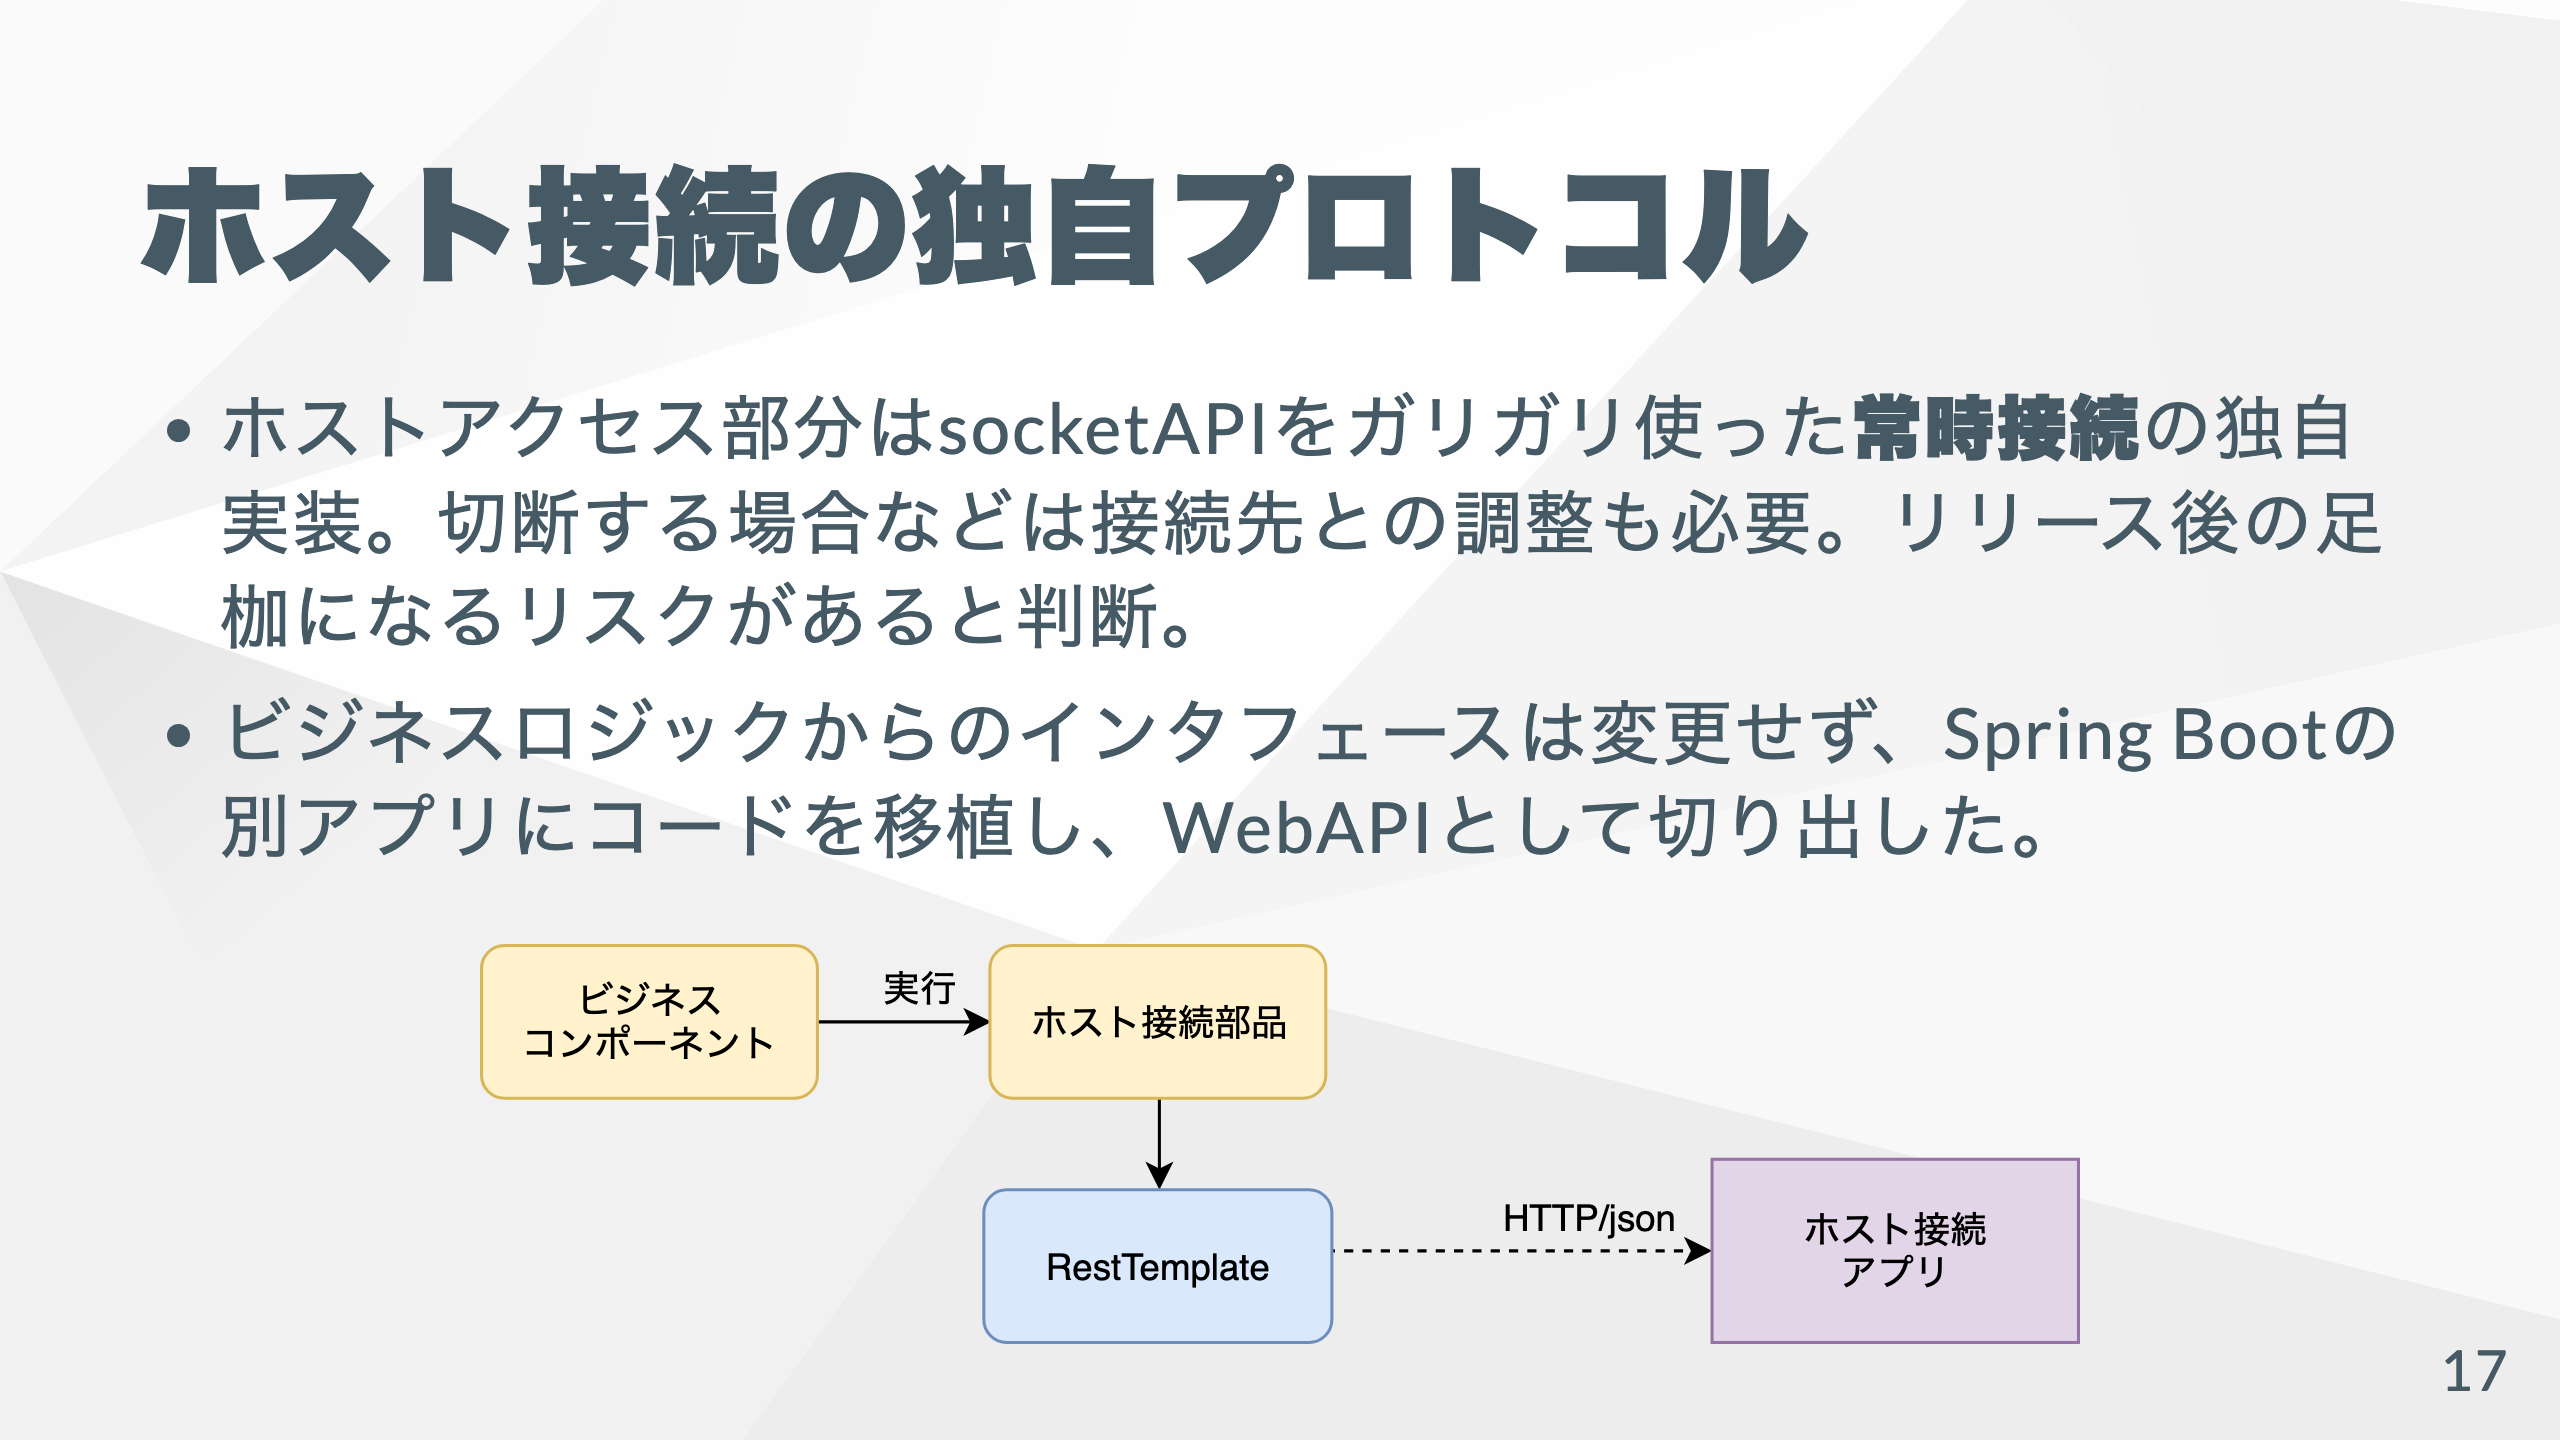 ホスト接続の独自プロトコル
• ホストアクセス部分はsocketAPIをガリガリ使った常時接続の独自
実装。切断する場合などは接続先との調整も必要。リリース後の足
枷になるリスクがあると判断。
• ビジネスロジックからのインタフェースは変更せず、Spring Bootの
別アプリにコードを移植し、WebAPIとして切り出した。
ビジネス
コンポーネント
実行
ホスト接続部品
RestTemplate
HTTP/json
ホスト接続
アプリ
17